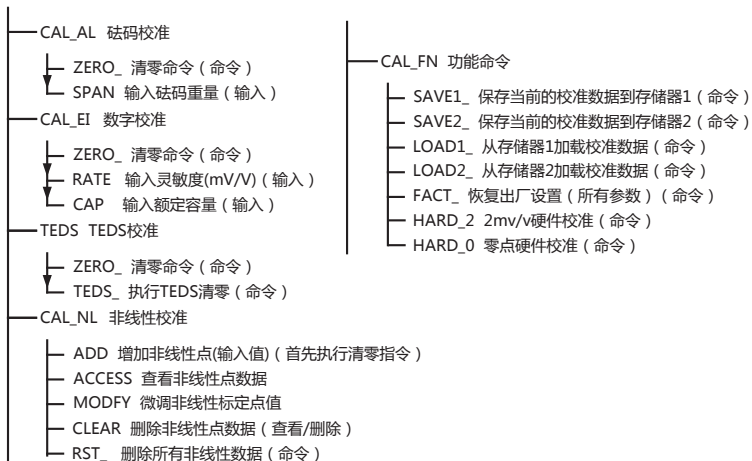 CAL_AL 砝码校准
ZERO_ 清零命令（命令）
SPAN 输入砝码重量（输入）
CAL_EI 数字校准
ZERO_ 清零命令（命令）
RATE 输入灵敏度(mV/V)（输入）
CAP 输入额定容量（输入）
TEDS TEDS校准
ZERO_ 清零命令（命令）
TEDS_ 执行TEDS清零（命令）
CAL_NL 非线性校准
ADD 增加非线性点(输入值)（首先执行清零指令）
ACCESS 查看非线性点数据
MODFY 微调非线性标定点值
CLEAR 删除非线性点数据（查看/删除）
RST_ 删除所有非线性数据（命令）
CAL_FN 功能命令
SAVE1_ 保存当前的校准数据到存储器1（命令）
SAVE2_ 保存当前的校准数据到存储器2（命令）
LOAD1_ 从存储器1加载校准数据（命令）
LOAD2_ 从存储器2加载校准数据（命令）
FACT_ 恢复出厂设置（所有参数）（命令）
HARD_2 2mv/v硬件校准（命令）
HARD_0 零点硬件校准（命令）